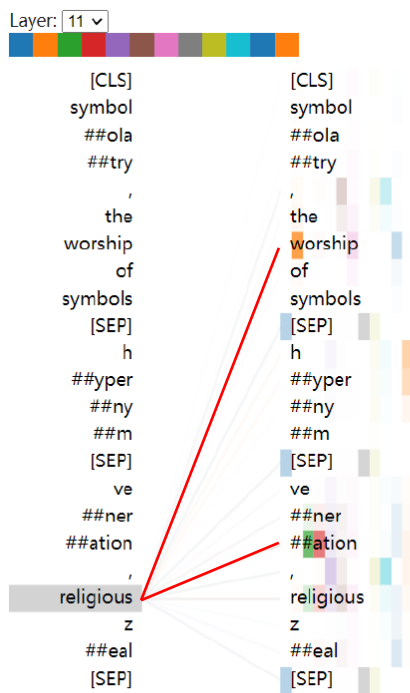 Layer: 11
[CLS] [CLS]
symbol symbol
##ola ##ola
##try ##try
, ,
the the
worship worship
of of
symbols symbols
[SEP] [SEP]
h h
##yper ##yper
##ny ##ny
##m ##m
[SEP] [SEP]
ve ve
##ner ##ner
##ation ##ation
, ,
religious religious
z z
##eal ##eal
[SEP] [SEP]